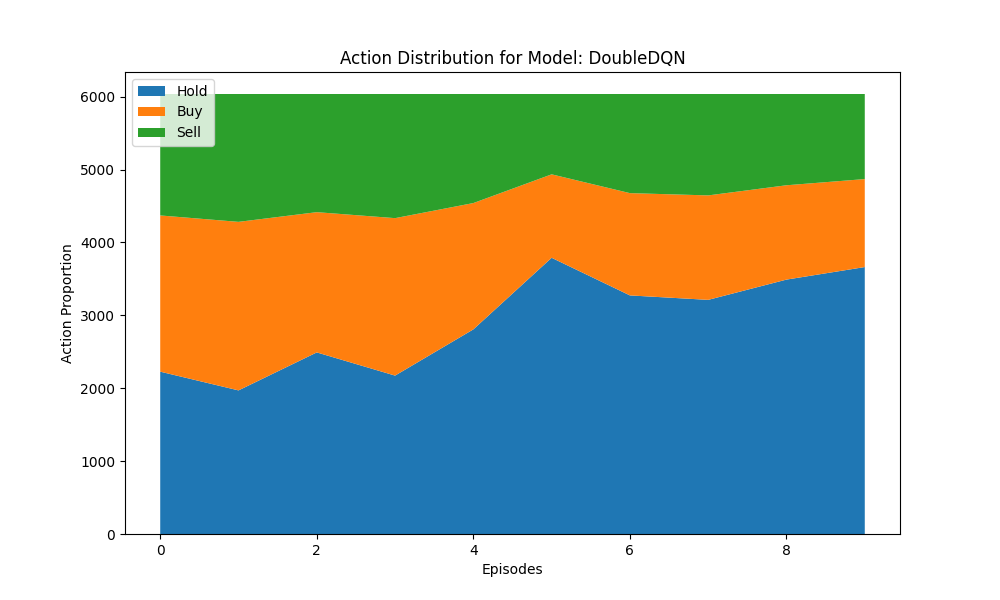 Action Distribution for Model: DoubleDQN
Hold
Buy
Sell
6000
5000
4000
3000
2000
1000
0
Action Proportion
0 2 4 6 8
Episodes